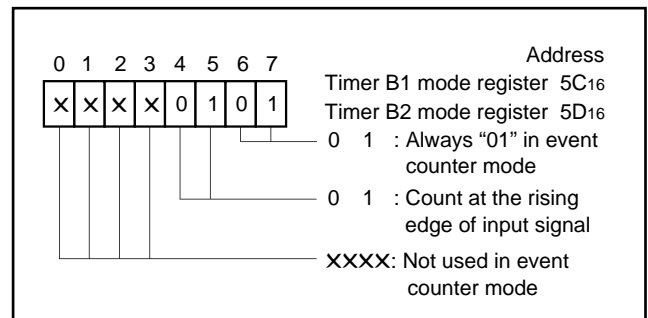 Address
0 1 2 3 4 5 6 7
Timer B1 mode register 5C16
X X X X 0 1 0 1
Timer B2 mode register 5D16
0 1 : Always “01” in event
counter mode
0 1 : Count at the rising
edge of input signal
XXXX: Not used in event
counter mode